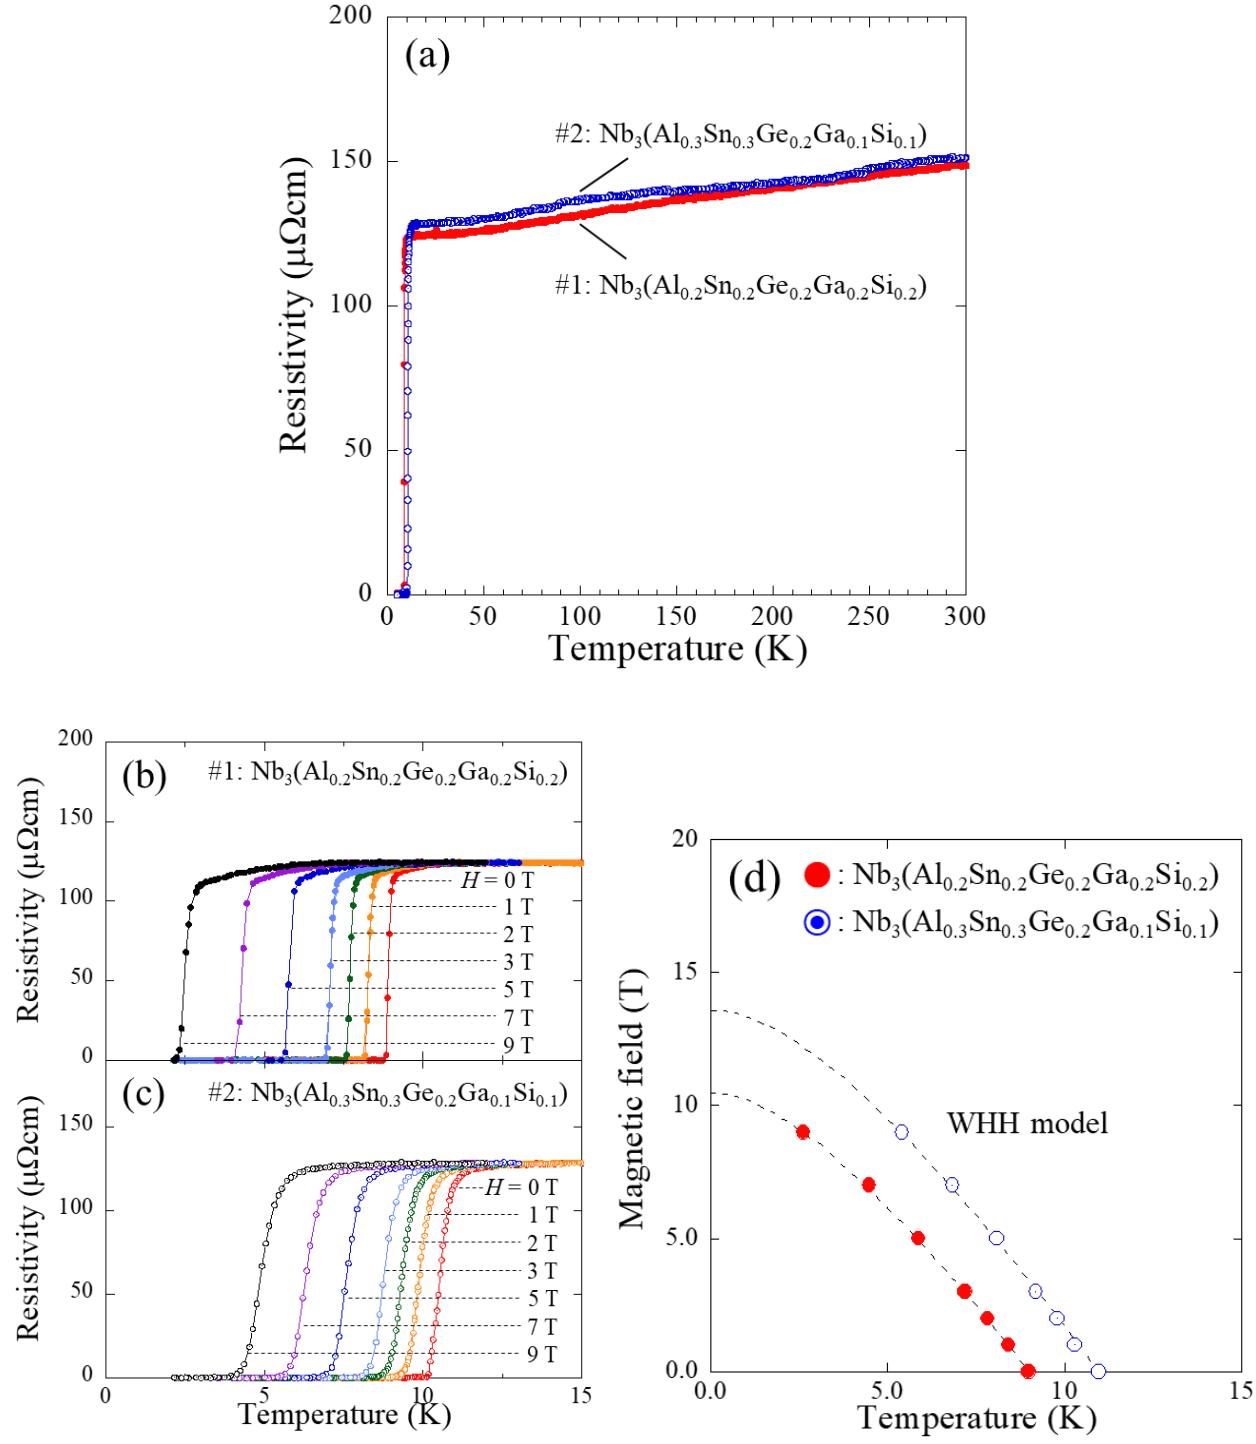 200
(a)
#2: Nb₃(Al₀.₃Sn₀.₃Ge₀.₂Ga₀.₁Si₀.₁)
150
#1: Nb₃(Al₀.₂Sn₀.₂Ge₀.₂Ga₀.₂Si₀.₂)
100
50
0
Resistivity (μΩcm)
0 50 100 150 200 250 300
Temperature (K)
200
(b) #1: Nb₃(Al₀.₂Sn₀.₂Ge₀.₂Ga₀.₂Si₀.₂)
150
100
50
0
Resistivity (μΩcm)
H = 0 T
1 T
2 T
3 T
5 T
7 T
9 T
(c) #2: Nb₃(Al₀.₃Sn₀.₃Ge₀.₂Ga₀.₁Si₀.₁)
150
100
50
0
Resistivity (μΩcm)
H = 0 T
1 T
2 T
3 T
5 T
7 T
9 T
0 5 10 15
Temperature (K)
20
(d) : Nb₃(Al₀.₂Sn₀.₂Ge₀.₂Ga₀.₂Si₀.₂)
: Nb₃(Al₀.₃Sn₀.₃Ge₀.₂Ga₀.₁Si₀.₁)
15
10
5.0
0.0
Magnetic field (T)
WHH model
0.0 5.0 10 15
Temperature (K)